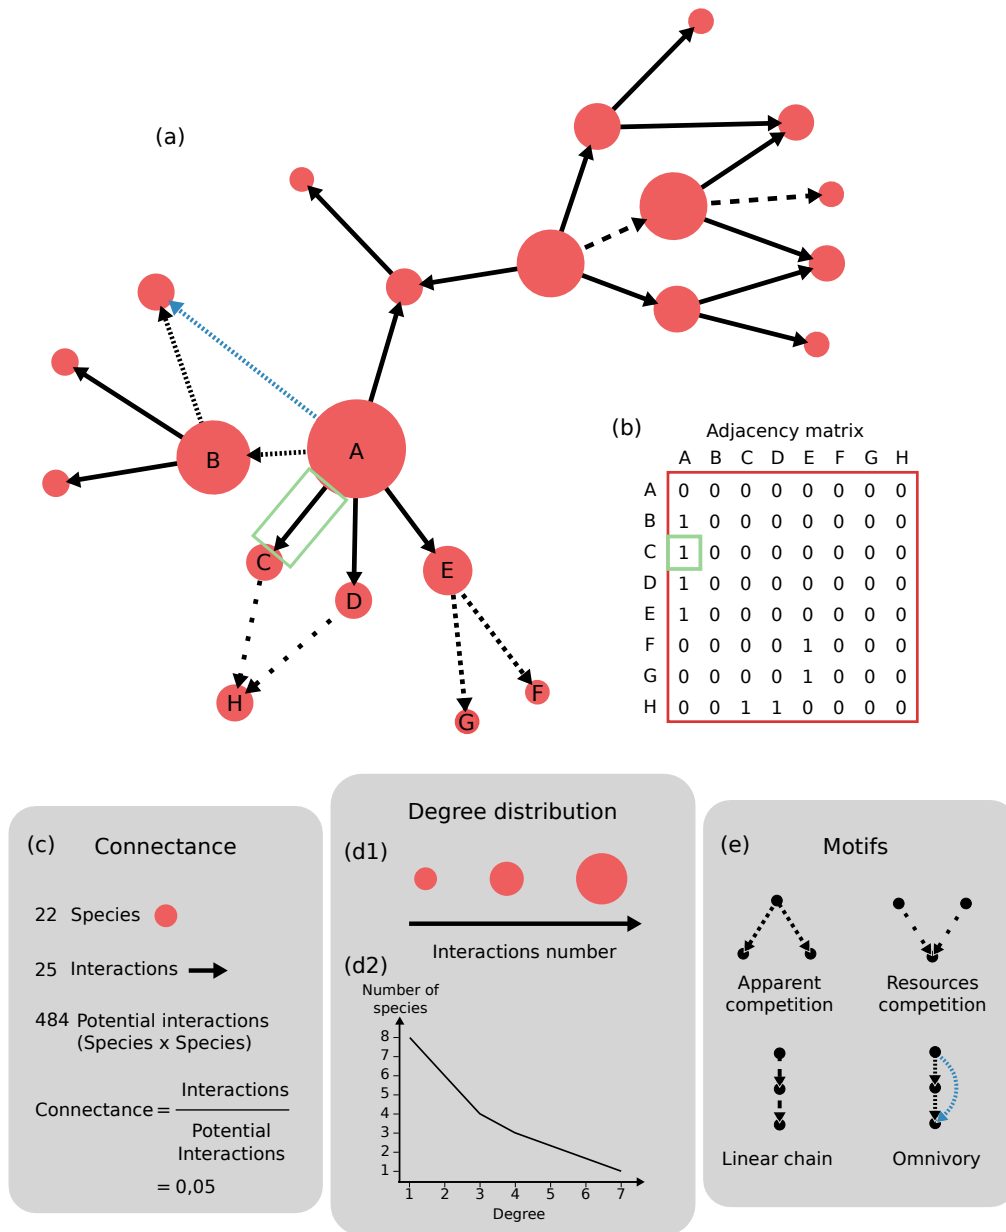 (a)
B
A
C
D
E
H
G
F
(b)
Adjacency matrix
A B C D E F G H
A 0 0 0 0 0 0 0 0
B 1 0 0 0 0 0 0 0
C 1 0 0 0 0 0 0 0
D 1 0 0 0 0 0 0 0
E 1 0 0 0 0 0 0 0
F 0 0 0 0 1 0 0 0
G 0 0 0 0 1 0 0 0
H 0 0 1 1 0 0 0 0
(c) Connectance
22 Species
25 Interactions
484 Potential interactions
(Species x Species)
Connectance = Interactions
Potential
Interactions
= 0,05
Degree distribution
(d1)
Interactions number
(d2)
Number of
species
8
7
6
5
4
3
2
1
1 2 3 4 5 6 7
Degree
(e) Motifs
Apparent
competition
Resources
competition
Linear chain
Omnivory